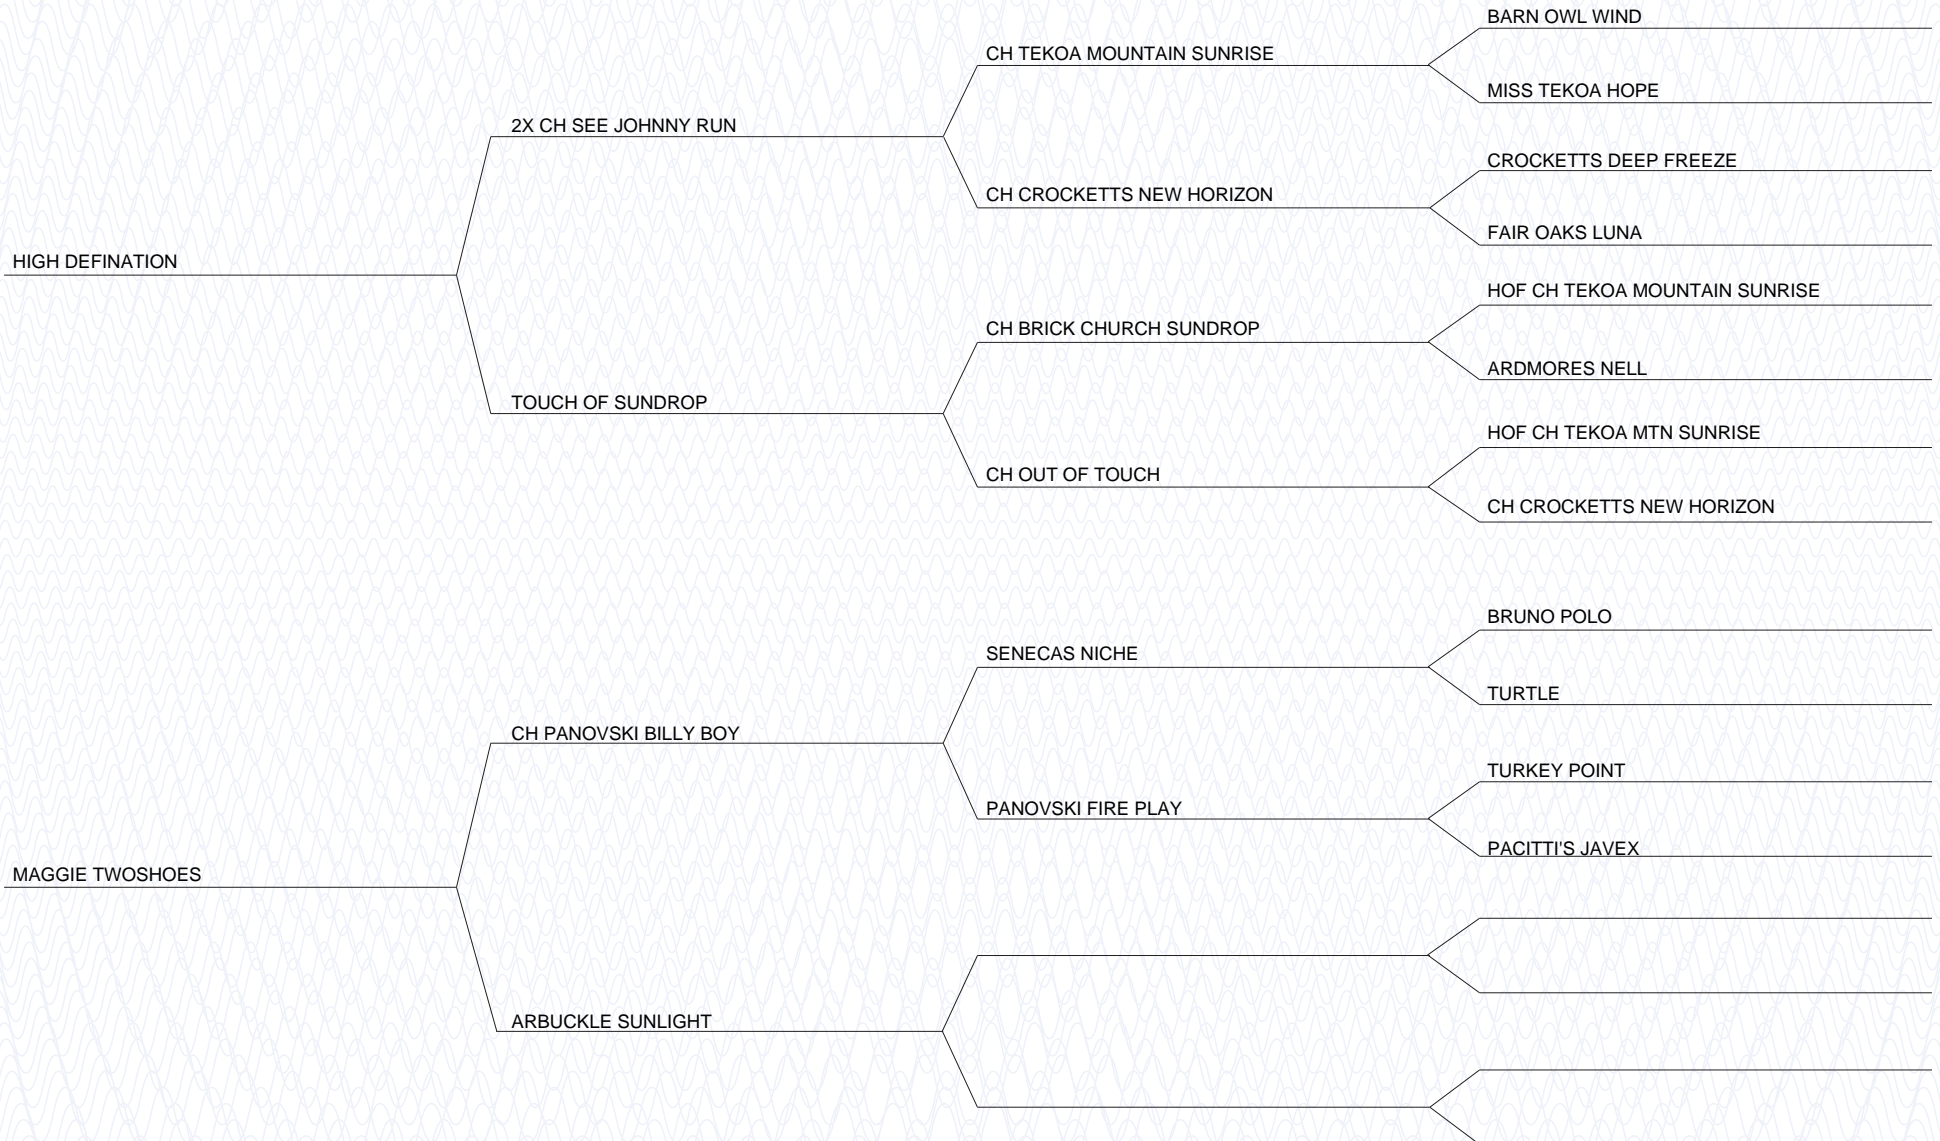 BARN OWL WIND
CH TEKOA MOUNTAIN SUNRISE
MISS TEKOA HOPE
2X CH SEE JOHNNY RUN
CROCKETTS DEEP FREEZE
CH CROCKETTS NEW HORIZON
FAIR OAKS LUNA
HIGH DEFINATION
HOF CH TEKOA MOUNTAIN SUNRISE
CH BRICK CHURCH SUNDROP
ARDMORES NELL
TOUCH OF SUNDROP
HOF CH TEKOA MTN SUNRISE
CH OUT OF TOUCH
CH CROCKETTS NEW HORIZON
BRUNO POLO
SENECAS NICHE
TURTLE
CH PANOVSKI BILLY BOY
TURKEY POINT
PANOVSKI FIRE PLAY
PACITTI'S JAVEX
MAGGIE TWOSHOES
ARBUCKLE SUNLIGHT